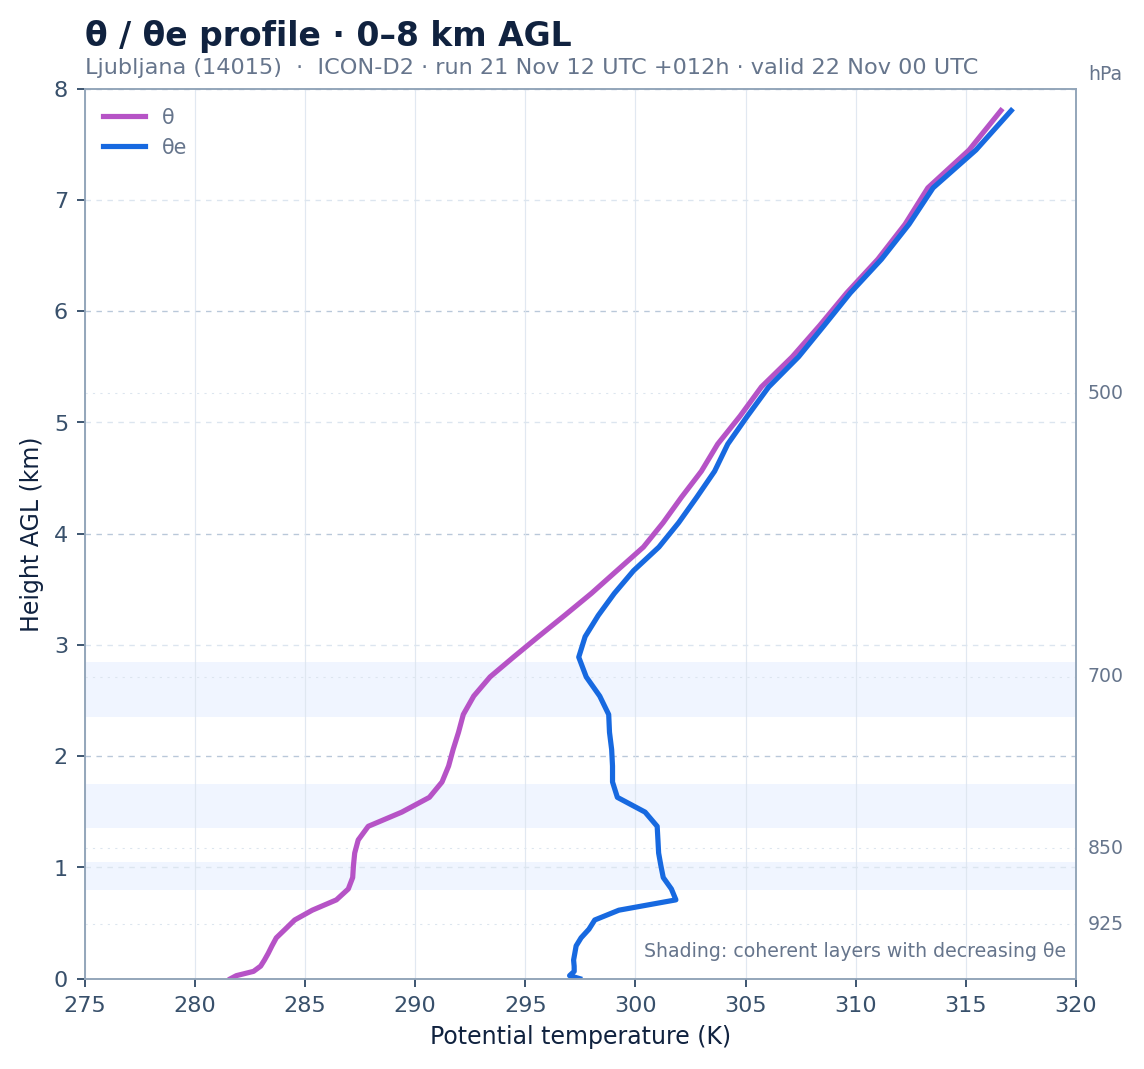 θ / θe profile · 0–8 km AGL
Ljubljana (14015)  ·  ICON-D2 · run 21 Nov 12 UTC +012h · valid 22 Nov 00 UTC
hPa
θ
θe
8
7
6
5
4
3
2
1
0
500
700
850
925
Height AGL (km)
Shading: coherent layers with decreasing θe
275 280 285 290 295 300 305 310 315 320
Potential temperature (K)